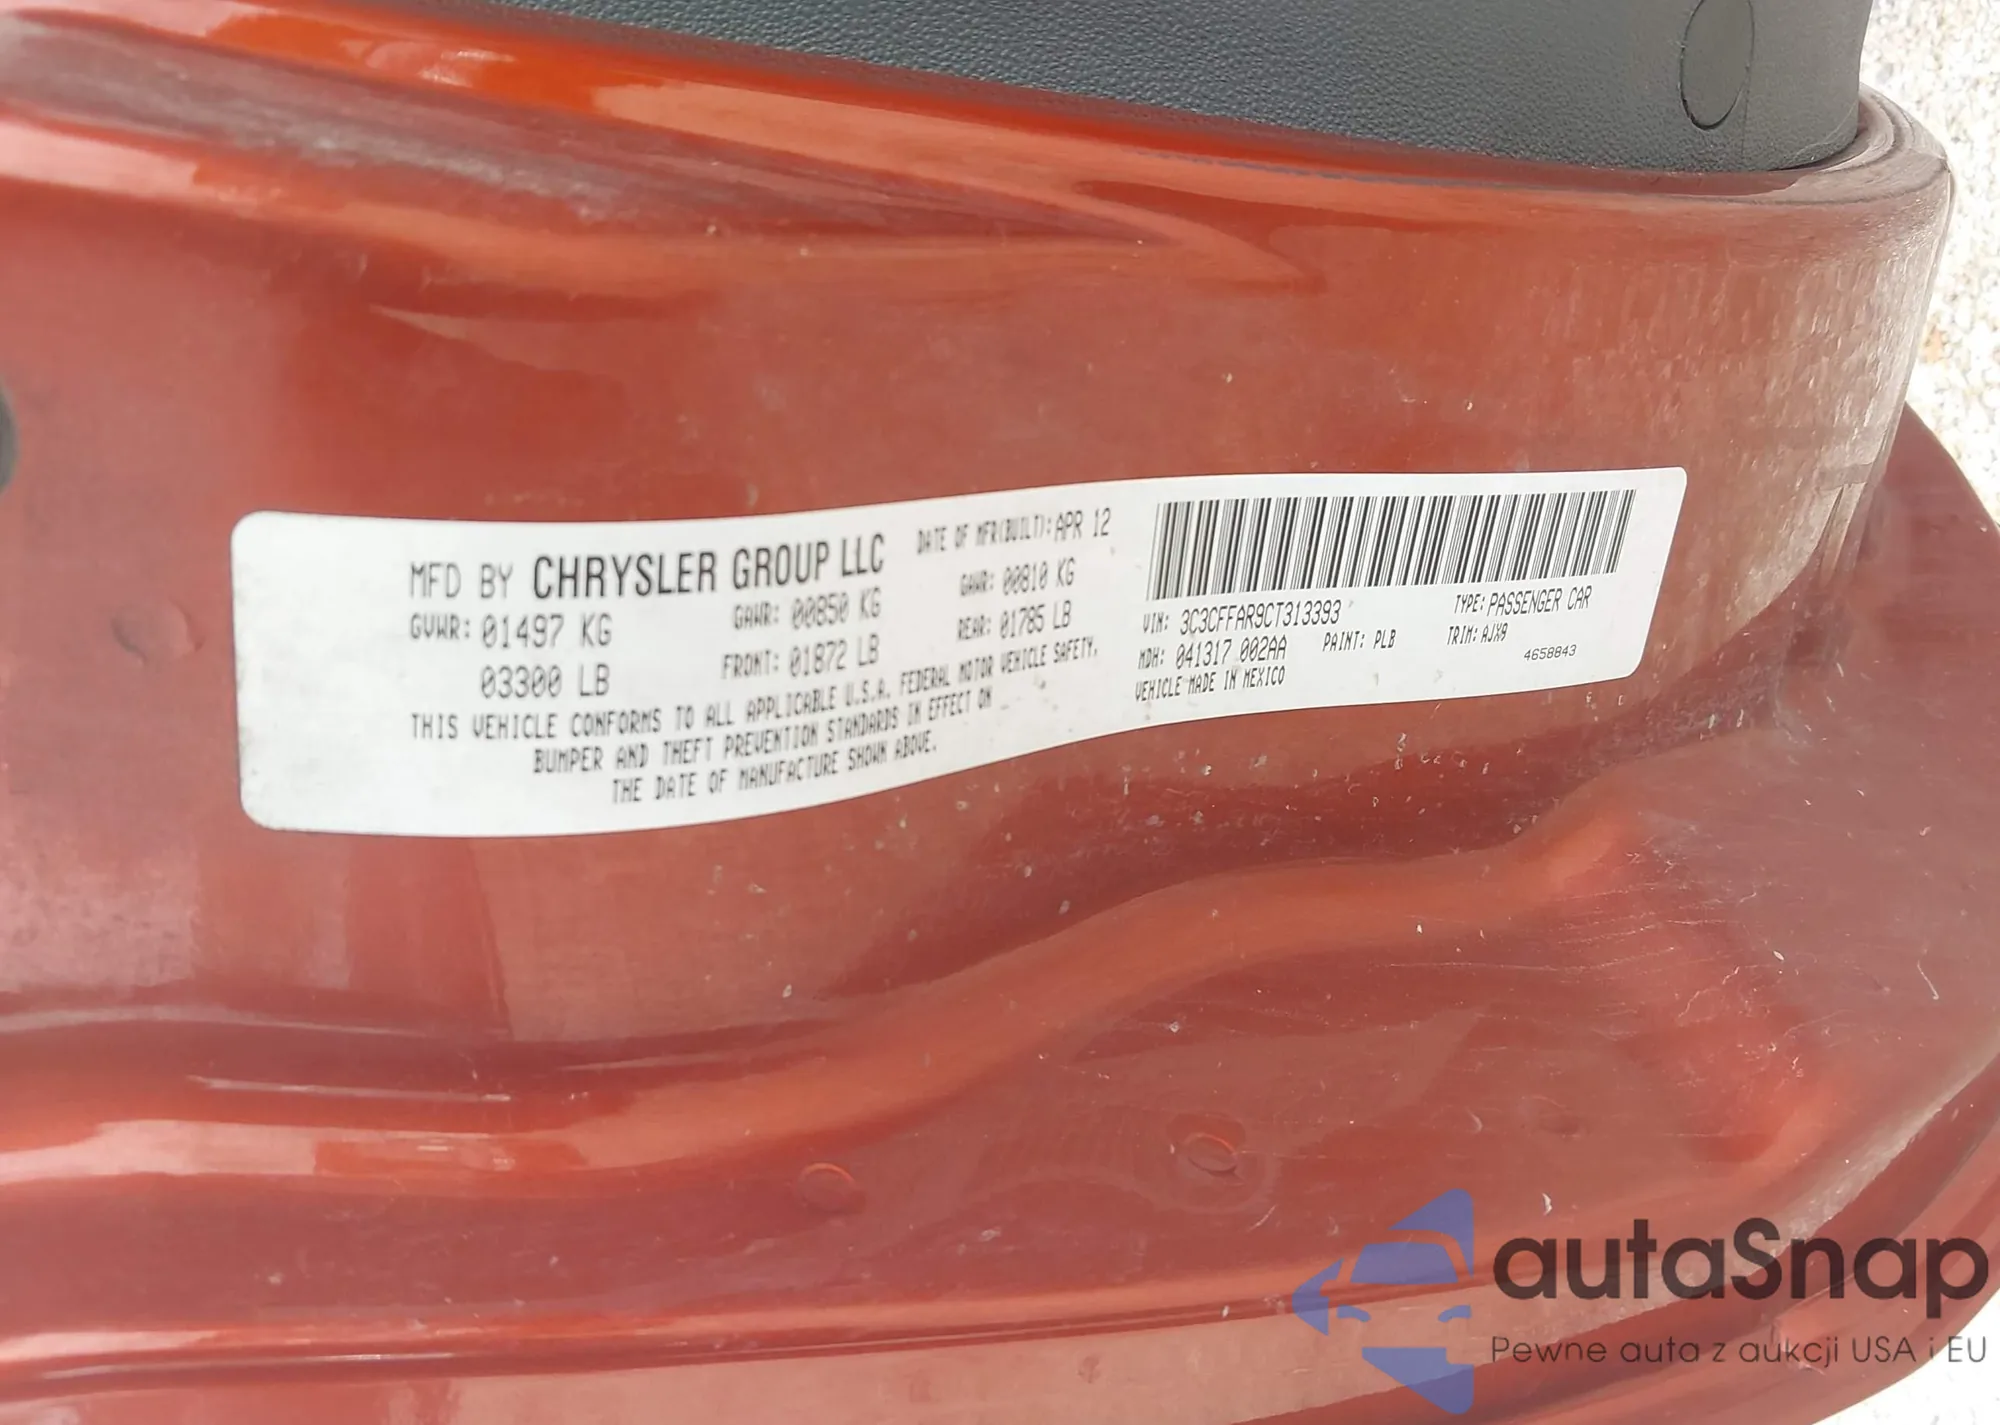 MFD BY CHRYSLER GROUP LLC
DATE OF MFR(BUILT): APR 12
GVWR: 01497 KG
GAWR: 00850 KG
GAWR: 00810 KG
03300 LB
FRONT: 01872 LB
REAR: 01785 LB
THIS VEHICLE CONFORMS TO ALL APPLICABLE U.S.A. FEDERAL MOTOR VEHICLE SAFETY,
BUMPER AND THEFT PREVENTION STANDARDS IN EFFECT ON
THE DATE OF MANUFACTURE SHOWN ABOVE.
VIN: 3C3CFFAR9CT313393
TYPE: PASSENGER CAR
MDH: 041317 002AA
PAINT: PLB
TRIM: AJX9
VEHICLE MADE IN MEXICO
4658843
autaSnap
Pewne auta z aukcji USA i EU